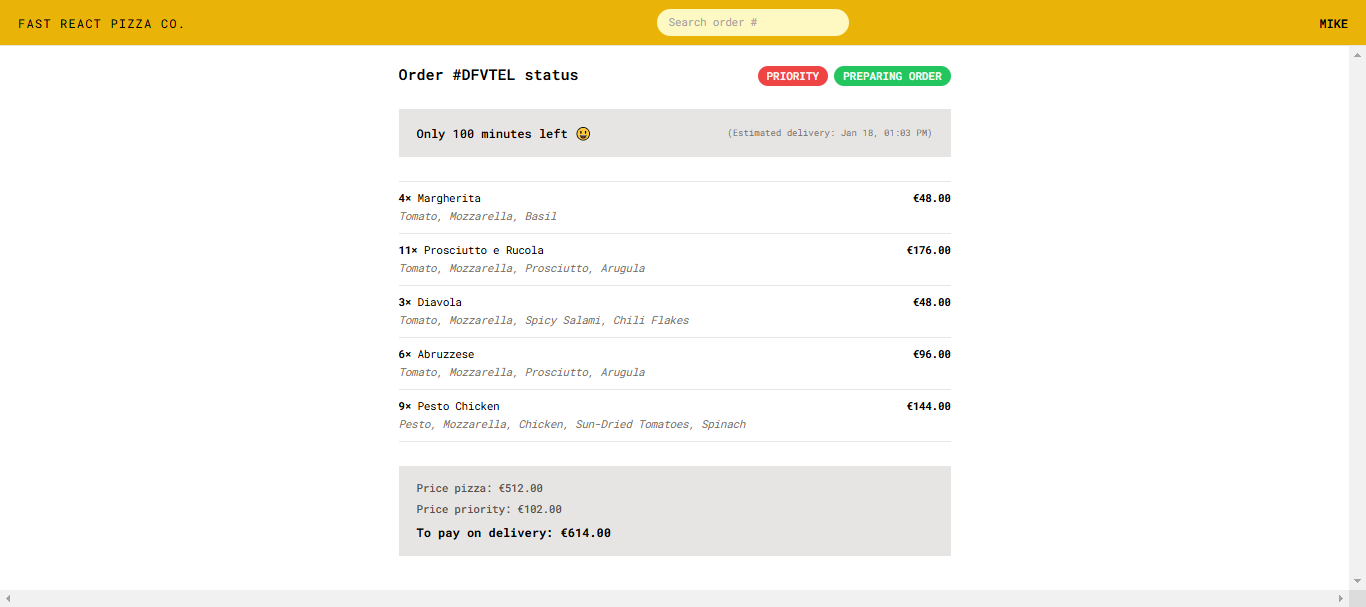 FAST REACT PIZZA CO.
Search order #
MIKE
Order #DFVTEL status
PRIORITY
PREPARING ORDER
Only 100 minutes left 😀
(Estimated delivery: Jan 18, 01:03 PM)
4× Margherita
€48.00
Tomato, Mozzarella, Basil
11× Prosciutto e Rucola
€176.00
Tomato, Mozzarella, Prosciutto, Arugula
3× Diavola
€48.00
Tomato, Mozzarella, Spicy Salami, Chili Flakes
6× Abruzzese
€96.00
Tomato, Mozzarella, Prosciutto, Arugula
9× Pesto Chicken
€144.00
Pesto, Mozzarella, Chicken, Sun-Dried Tomatoes, Spinach
Price pizza: €512.00
Price priority: €102.00
To pay on delivery: €614.00